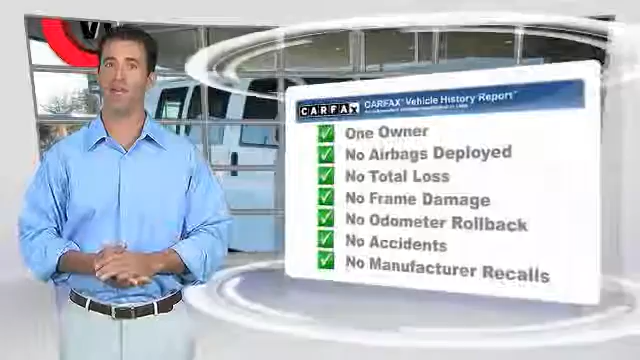 CARFAX
CARFAX Vehicle History Report
One Owner
No Airbags Deployed
No Total Loss
No Frame Damage
No Odometer Rollback
No Accidents
No Manufacturer Recalls